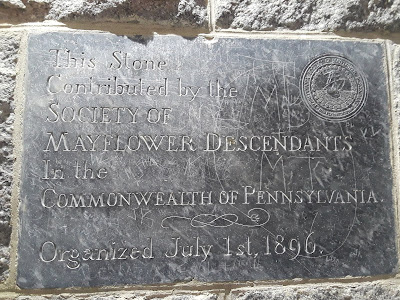 This Stone
Contributed by the
SOCIETY OF
MAYFLOWER DESCENDANTS
In the
COMMONWEALTH OF PENNSYLVANIA.
Organized July 1st, 1896.